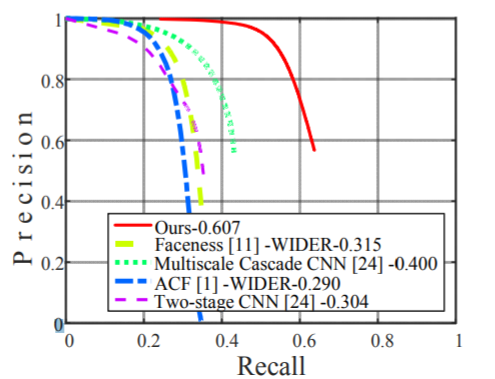 1
0.8
0.6
0.4
0.2
0
Precision
Ours-0.607
Faceness [11] -WIDER-0.315
Multiscale Cascade CNN [24] -0.400
ACF [1] -WIDER-0.290
Two-stage CNN [24] -0.304
0 0.2 0.4 0.6 0.8 1
Recall